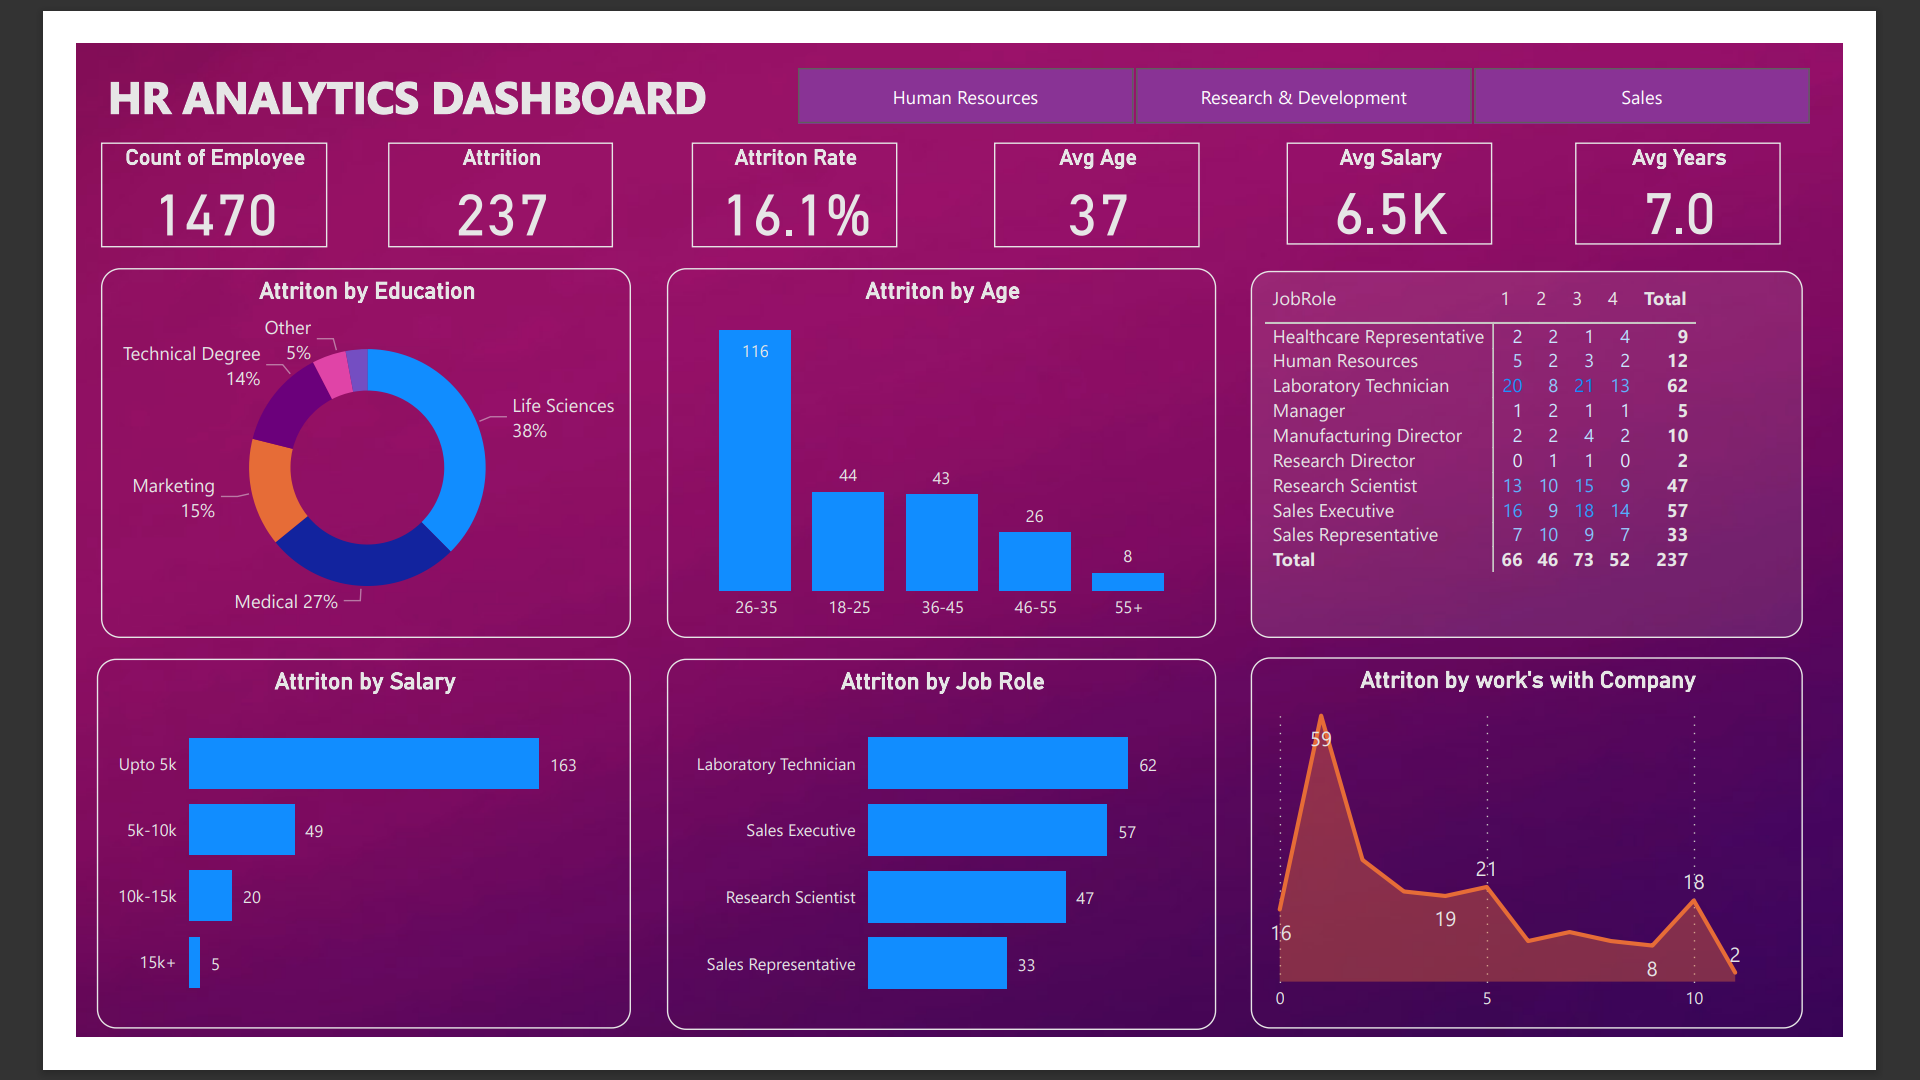 HR ANALYTICS DASHBOARD
Human Resources
Research & Development
Sales
Count of Employee
1470
Attrition
237
Attriton Rate
16.1%
Avg Age
37
Avg Salary
6.5K
Avg Years
7.0
Attriton by Education
Other
5%
Technical Degree
14%
Life Sciences
38%
Marketing
15%
Medical 27%
Attriton by Age
116
44
43
26
8
26-35 18-25 36-45 46-55 55+
JobRole 1 2 3 4 Total
Healthcare Representative 2 2 1 4 9
Human Resources 5 2 3 2 12
Laboratory Technician 20 8 21 13 62
Manager 1 2 1 1 5
Manufacturing Director 2 2 4 2 10
Research Director 0 1 1 0 2
Research Scientist 13 10 15 9 47
Sales Executive 16 9 18 14 57
Sales Representative 7 10 9 7 33
Total 66 46 73 52 237
Attriton by Salary
Upto 5k 163
5k-10k 49
10k-15k 20
15k+ 5
Attriton by Job Role
Laboratory Technician 62
Sales Executive 57
Research Scientist 47
Sales Representative 33
Attriton by work's with Company
59
21
18
16
19
8
2
0 5 10